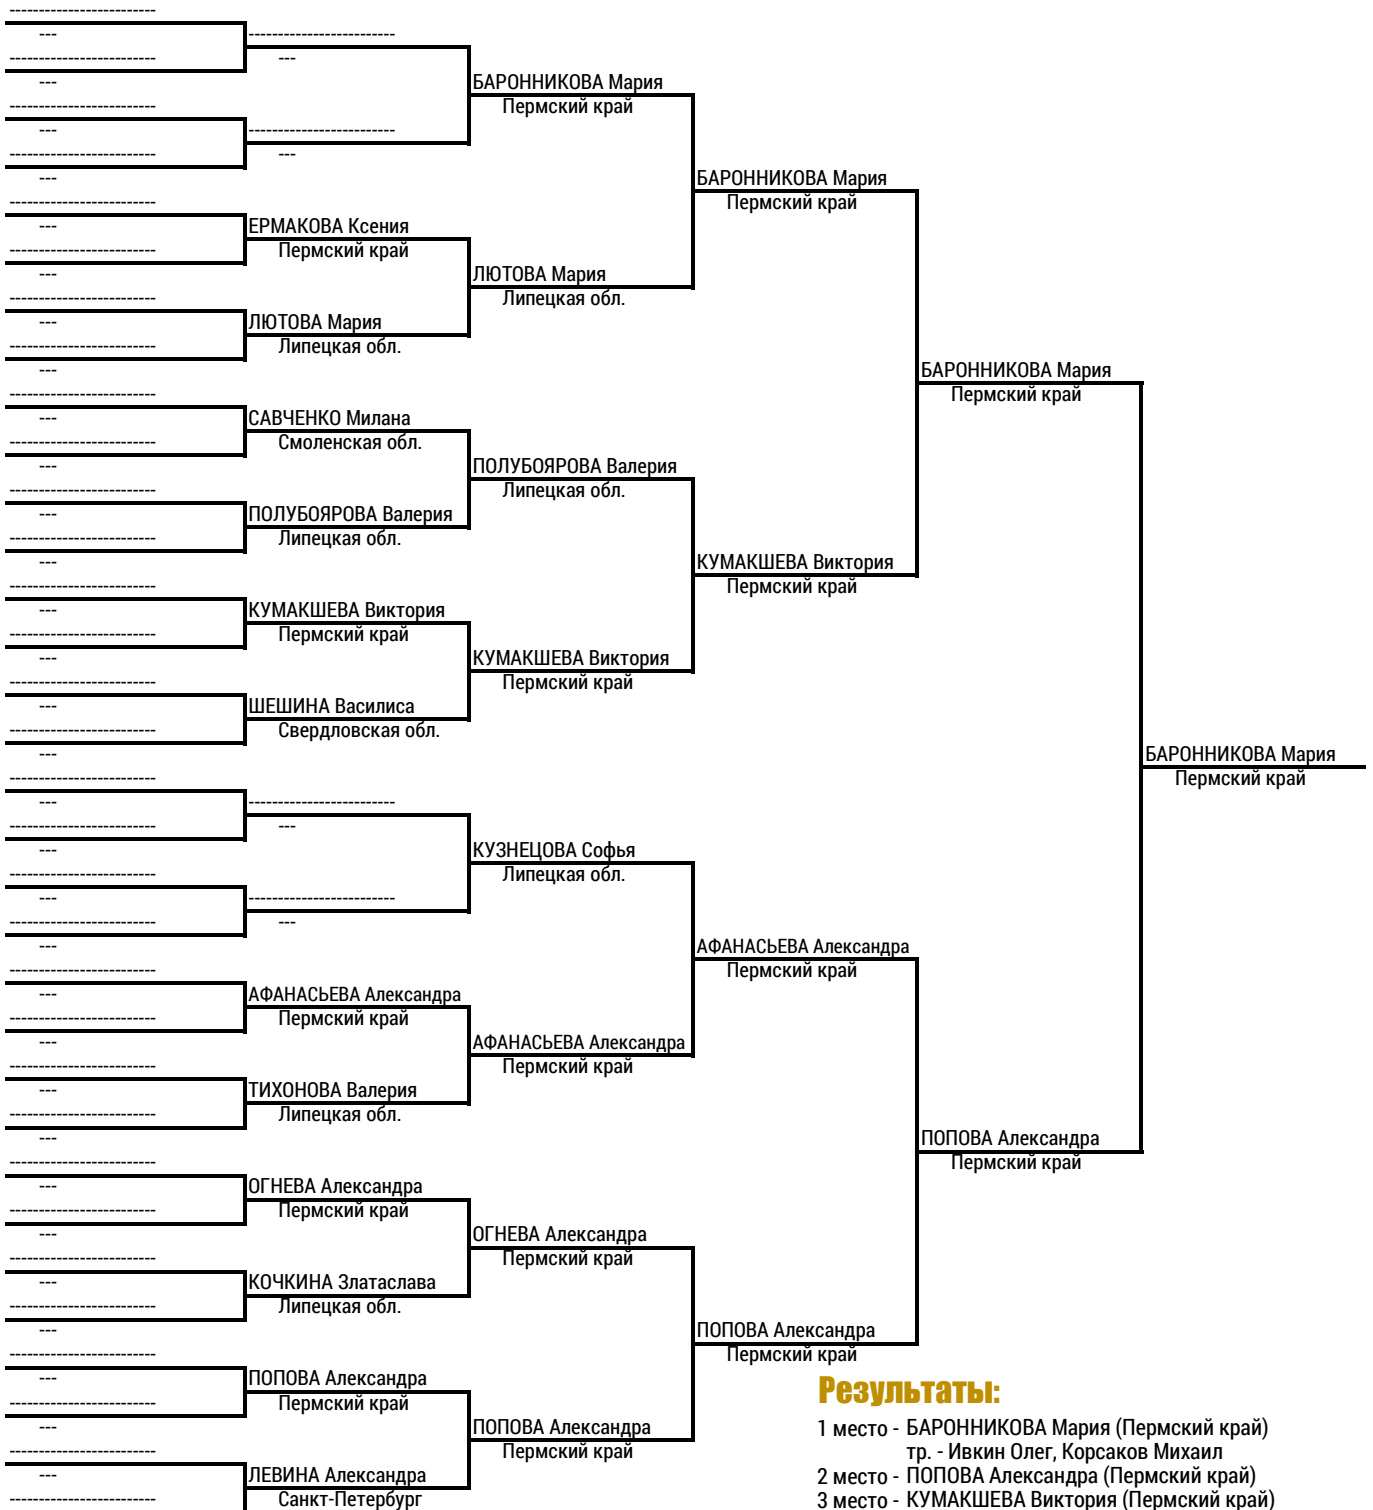 -------------------------
---
-------------------------
---
-------------------------
---
-------------------------
---
-------------------------
---
-------------------------
---
-------------------------
---
-------------------------
---
-------------------------
---
-------------------------
---
-------------------------
---
-------------------------
---
-------------------------
---
-------------------------
---
-------------------------
---
-------------------------
---
-------------------------
---
-------------------------
---
-------------------------
---
-------------------------
---
-------------------------
---
-------------------------
---
-------------------------
---
-------------------------
---
-------------------------
---
-------------------------
---
-------------------------
---
-------------------------
---
-------------------------
---
-------------------------
---
-------------------------
---
-------------------------
-------------------------
---
-------------------------
---
ЕРМАКОВА Ксения
Пермский край
ЛЮТОВА Мария
Липецкая обл.
САВЧЕНКО Милана
Смоленская обл.
ПОЛУБОЯРОВА Валерия
Липецкая обл.
КУМАКШЕВА Виктория
Пермский край
ШЕШИНА Василиса
Свердловская обл.
-------------------------
---
-------------------------
---
АФАНАСЬЕВА Александра
Пермский край
ТИХОНОВА Валерия
Липецкая обл.
ОГНЕВА Александра
Пермский край
КОЧКИНА Златаслава
Липецкая обл.
ПОПОВА Александра
Пермский край
ЛЕВИНА Александра
Санкт-Петербург
БАРОННИКОВА Мария
Пермский край
ЛЮТОВА Мария
Липецкая обл.
ПОЛУБОЯРОВА Валерия
Липецкая обл.
КУМАКШЕВА Виктория
Пермский край
КУЗНЕЦОВА Софья
Липецкая обл.
АФАНАСЬЕВА Александра
Пермский край
ОГНЕВА Александра
Пермский край
ПОПОВА Александра
Пермский край
БАРОННИКОВА Мария
Пермский край
КУМАКШЕВА Виктория
Пермский край
АФАНАСЬЕВА Александра
Пермский край
ПОПОВА Александра
Пермский край
БАРОННИКОВА Мария
Пермский край
ПОПОВА Александра
Пермский край
БАРОННИКОВА Мария
Пермский край
Результаты:
1 место - БАРОННИКОВА Мария (Пермский край)
тр. - Ивкин Олег, Корсаков Михаил
2 место - ПОПОВА Александра (Пермский край)
3 место - КУМАКШЕВА Виктория (Пермский край)